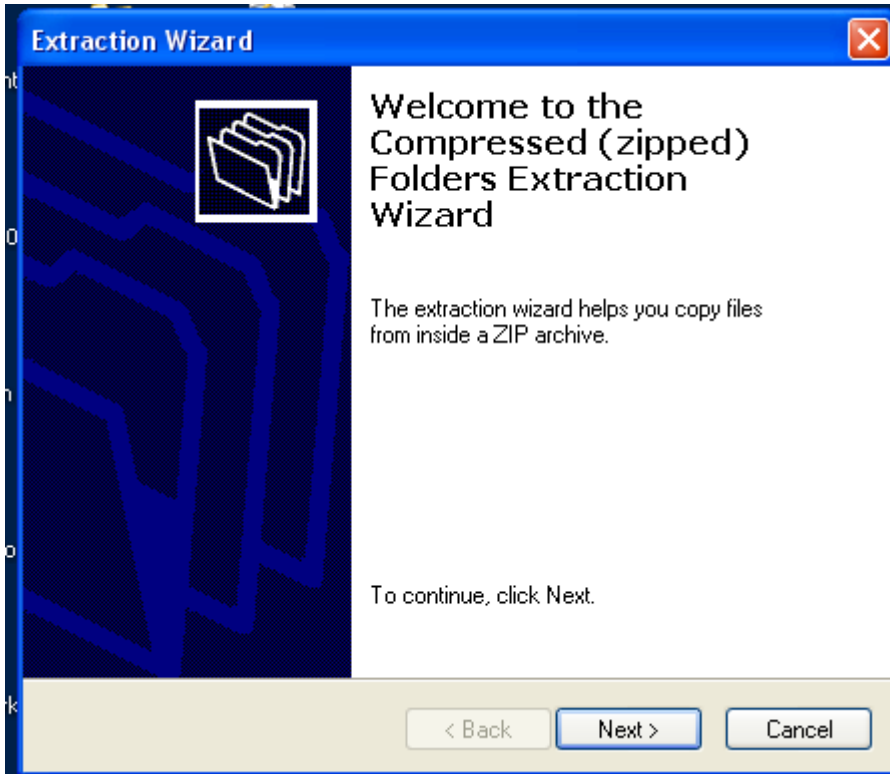 Extraction Wizard
Welcome to the
Compressed (zipped)
Folders Extraction
Wizard
The extraction wizard helps you copy files
from inside a ZIP archive.
To continue, click Next.
< Back
Next >
Cancel